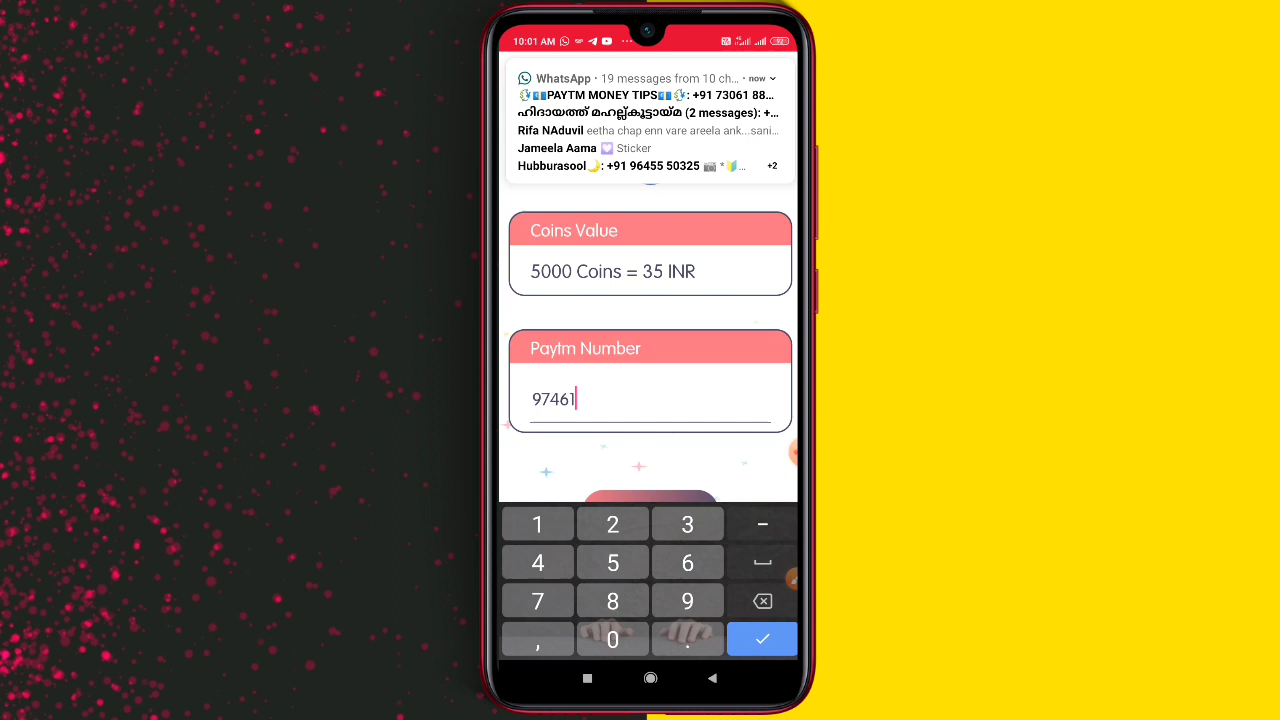 10:01 AM
WhatsApp · 19 messages from 10 ch... · now
PAYTM MONEY TIPS: +91 73061 88...
ഹിദായത്ത് മഹല്ല്കൂട്ടായ്മ (2 messages): +...
Rifa NAduvil eetha chap enn vare areela ank...sani...
Jameela Aama 💟 Sticker
Hubburasool🌙: +91 96455 50325 📷 *🔰...
+2
Coins Value
5000 Coins = 35 INR
Paytm Number
97461
1 2 3 -
4 5 6
7 8 9
, 0 .